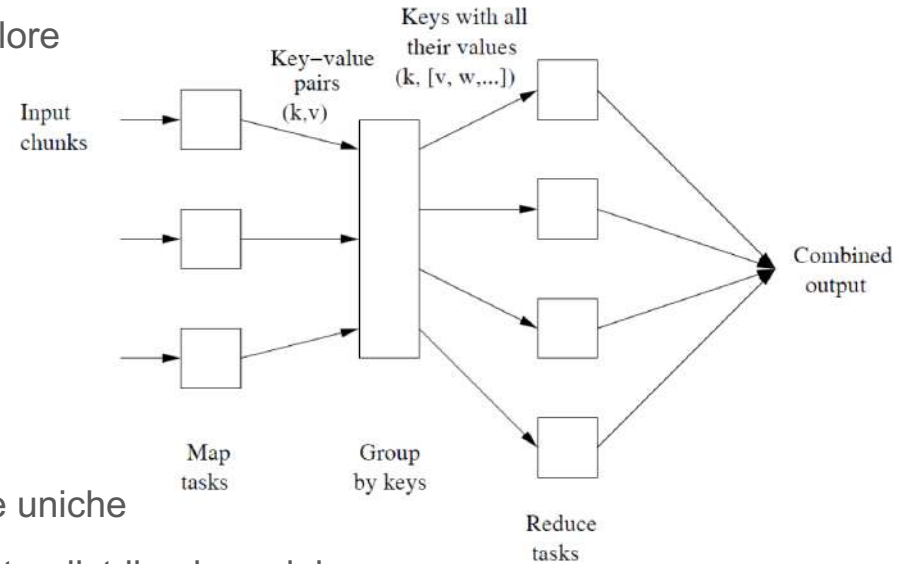 lore
Keys with all
their values
(k, [v, w,...])
Key–value
pairs
(k,v)
Input
chunks
Combined
output
Map
tasks
Group
by keys
Reduce
tasks
e uniche